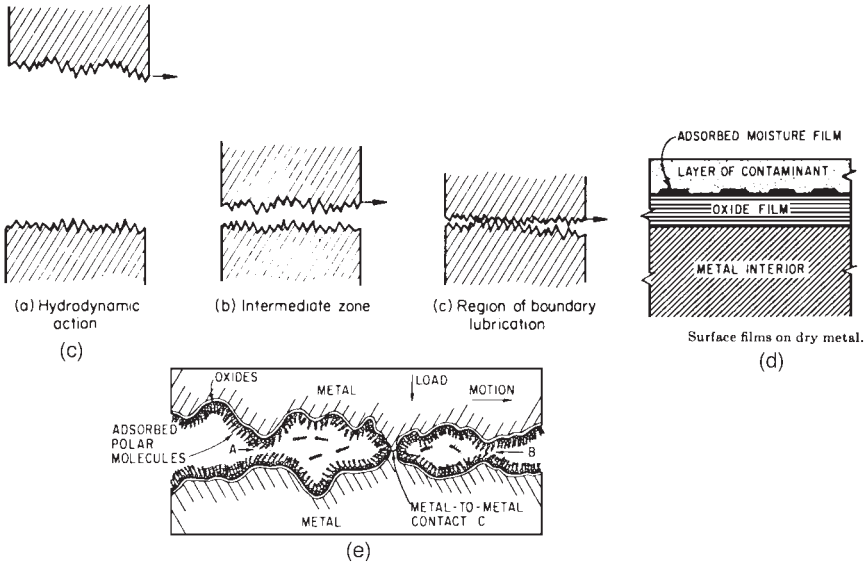 ADSORBED MOISTURE FILM
LAYER OF CONTAMINANT
OXIDE FILM
METAL INTERIOR
(a) Hydrodynamic
action
(b) Intermediate zone
(c) Region of boundary
lubrication
Surface films on dry metal.
(c)
(d)
OXIDES
METAL
LOAD
MOTION
ADSORBED
POLAR
MOLECULES
A
B
METAL
METAL-TO-METAL
CONTACT C
(e)